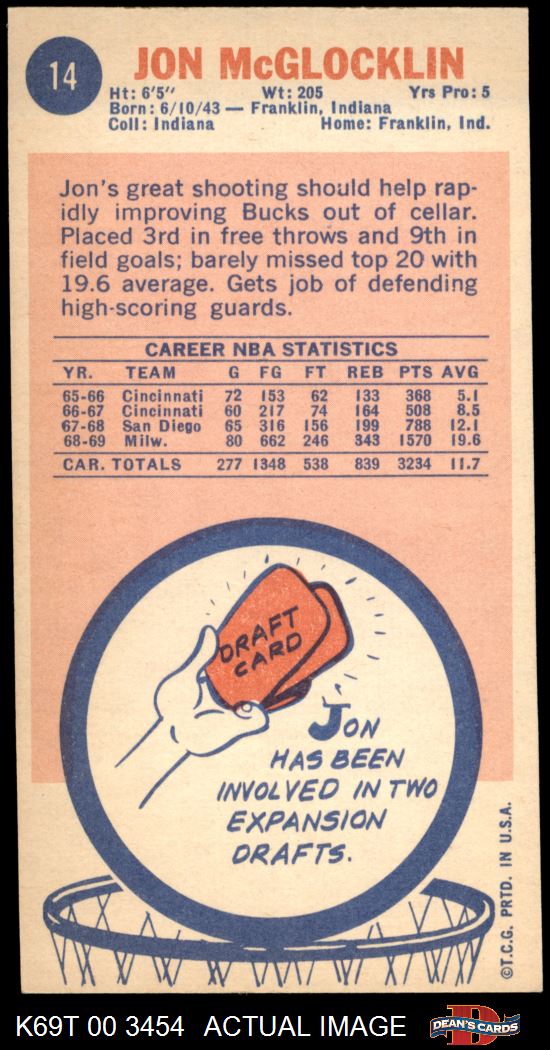 14
JON McGLOCKLIN
Ht: 6'5" Wt: 205 Yrs Pro: 5
Born: 6/10/43 — Franklin, Indiana
Coll: Indiana Home: Franklin, Ind.
Jon's great shooting should help rap-
idly improving Bucks out of cellar.
Placed 3rd in free throws and 9th in
field goals; barely missed top 20 with
19.6 average. Gets job of defending
high-scoring guards.
CAREER NBA STATISTICS
YR. TEAM G FG FT REB PTS AVG
65-66 Cincinnati 72 153 62 133 368 5.1
66-67 Cincinnati 60 217 74 164 508 8.5
67-68 San Diego 65 316 156 199 788 12.1
68-69 Milw. 80 662 246 343 1570 19.6
CAR. TOTALS 277 1348 538 839 3234 11.7
DRAFT
CARD
JON
HAS BEEN
INVOLVED IN TWO
EXPANSION
DRAFTS.
©T.C.G. PRTD. IN U.S.A.
K69T 00 3454 ACTUAL IMAGE
D
DEAN'S CARDS